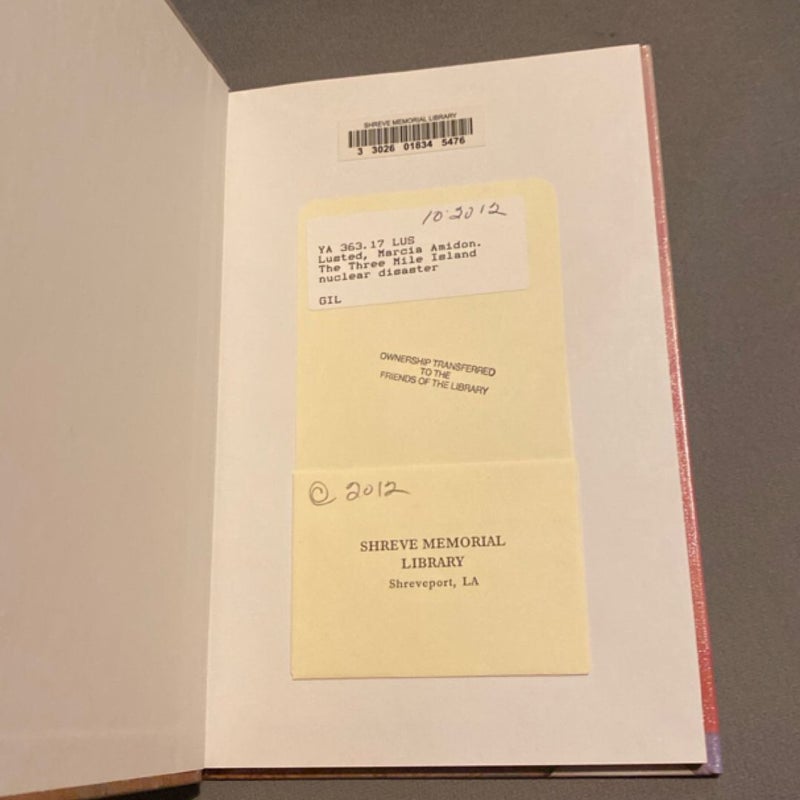 SHREVE MEMORIAL LIBRARY
3 3026 01834 5476
10·2012
YA 363.17 LUS
Lusted, Marcia Amidon.
The Three Mile Island
nuclear disaster
GIL
OWNERSHIP TRANSFERRED
TO THE
FRIENDS OF THE LIBRARY
© 2012
SHREVE MEMORIAL
LIBRARY
Shreveport, LA